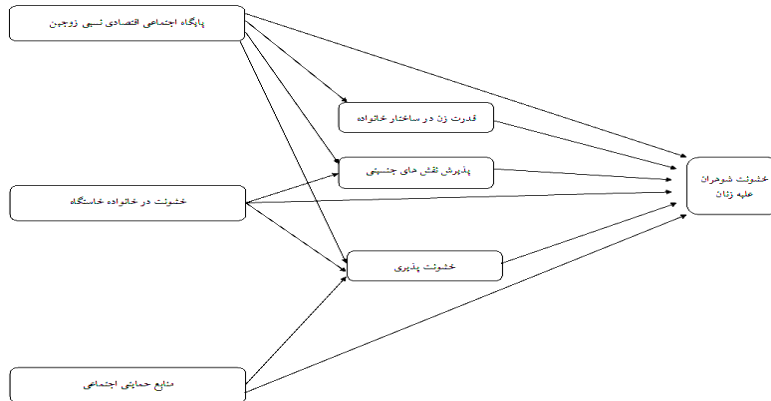 پایگاه اجتماعی اقتصادی نسبی زوجین
قدرت زن در ساختار خانواده
پذیرش نقش های جنسیتی
خشونت شوهران
علیه زنان
خشونت در خانواده خاستگاه
خشونت پذیری
منابع حمایتی اجتماعی